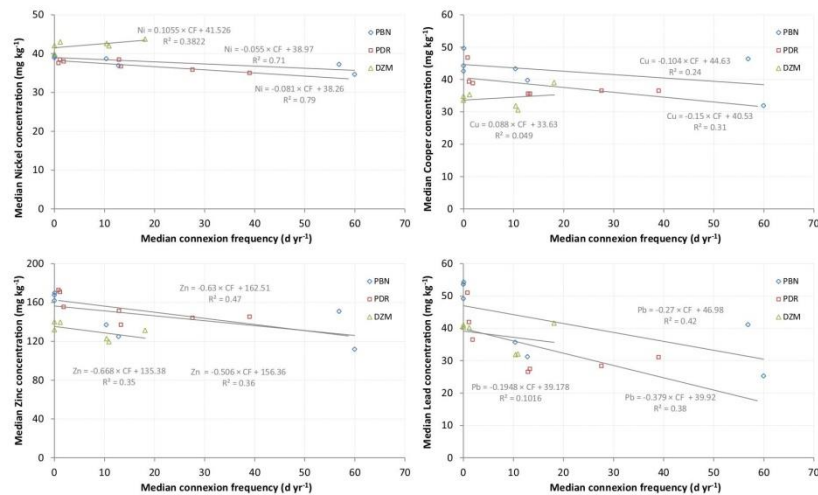 Median Nickel concentration (mg kg⁻¹)
60
50
40
30
20
10
0
0 10 20 30 40 50 60 70
Median connexion frequency (d yr⁻¹)
Ni = 0.1055 × CF + 41.526
R² = 0.3822
Ni = -0.055 × CF + 38.97
R² = 0.71
Ni = -0.081 × CF + 38.26
R² = 0.79
PBN
PDR
DZM
Median Cooper concentration (mg kg⁻¹)
60
50
40
30
20
10
0
0 10 20 30 40 50 60 70
Median connexion frequency (d yr⁻¹)
Cu = -0.104 × CF + 44.63
R² = 0.24
Cu = 0.088 × CF + 33.63
R² = 0.049
Cu = -0.15 × CF + 40.53
R² = 0.31
PBN
PDR
DZM
Median Zinc concentration (mg kg⁻¹)
200
160
120
80
40
0
0 10 20 30 40 50 60 70
Median connexion frequency (d yr⁻¹)
Zn = -0.63 × CF + 162.51
R² = 0.47
Zn = -0.668 × CF + 135.38
R² = 0.35
Zn = -0.506 × CF + 156.36
R² = 0.36
PBN
PDR
DZM
Median Lead concentration (mg kg⁻¹)
60
50
40
30
20
10
0
0 10 20 30 40 50 60 70
Median connexion frequency (d yr⁻¹)
Pb = -0.27 × CF + 46.98
R² = 0.42
Pb = -0.1948 × CF + 39.178
R² = 0.1016
Pb = -0.379 × CF + 39.92
R² = 0.38
PBN
PDR
DZM